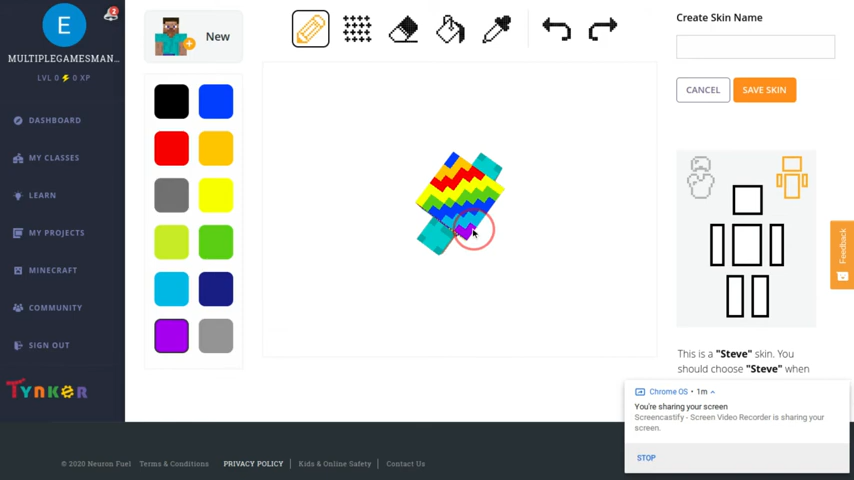 2
E
MULTIPLEGAMESMAN...
LVL 0 ⚡ 0 XP
DASHBOARD
MY CLASSES
LEARN
MY PROJECTS
MINECRAFT
COMMUNITY
SIGN OUT
TYNKER
New
Create Skin Name
CANCEL
SAVE SKIN
Feedback
This is a "Steve" skin. You
should choose "Steve" when
Chrome OS • 1m
You're sharing your screen
Screencastify - Screen Video Recorder is sharing your
screen.
STOP
© 2020 Neuron Fuel
Terms & Conditions
PRIVACY POLICY
Kids & Online Safety
Contact Us